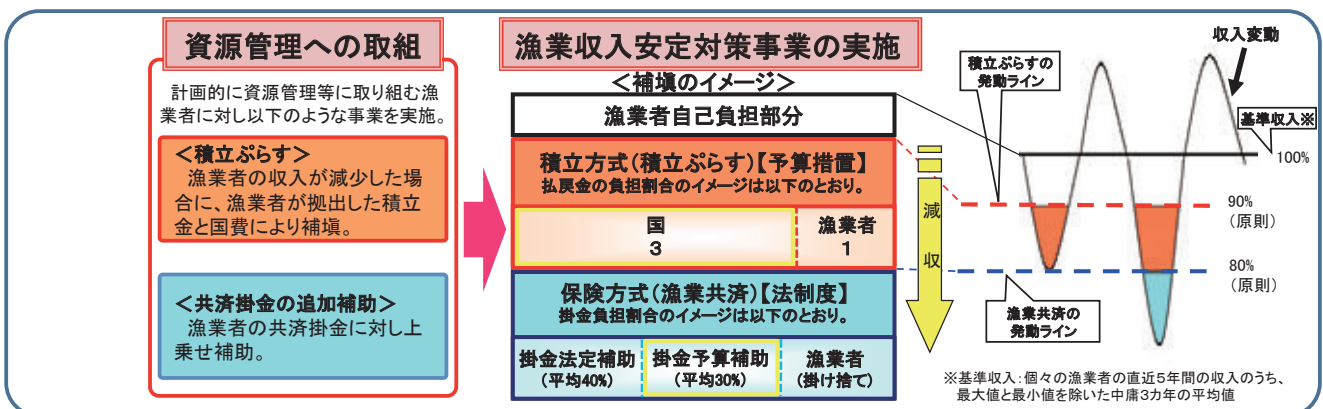 資源管理への取組
計画的に資源管理等に取り組む漁
業者に対し以下のような事業を実施。
＜積立ぷらす＞
漁業者の収入が減少した場
合に、漁業者が拠出した積立
金と国費により補填。
＜共済掛金の追加補助＞
漁業者の共済掛金に対し上
乗せ補助。
漁業収入安定対策事業の実施
＜補填のイメージ＞
漁業者自己負担部分
積立方式(積立ぷらす)【予算措置】
払戻金の負担割合のイメージは以下のとおり。
国
3
漁業者
1
保険方式(漁業共済)【法制度】
掛金負担割合のイメージは以下のとおり。
掛金法定補助
(平均40%)
掛金予算補助
(平均30%)
漁業者
(掛け捨て)
減
収
積立ぷらすの
発動ライン
収入変動
基準収入※
100%
90%
(原則)
80%
(原則)
漁業共済の
発動ライン
※基準収入：個々の漁業者の直近5年間の収入のうち、
最大値と最小値を除いた中庸3カ年の平均値